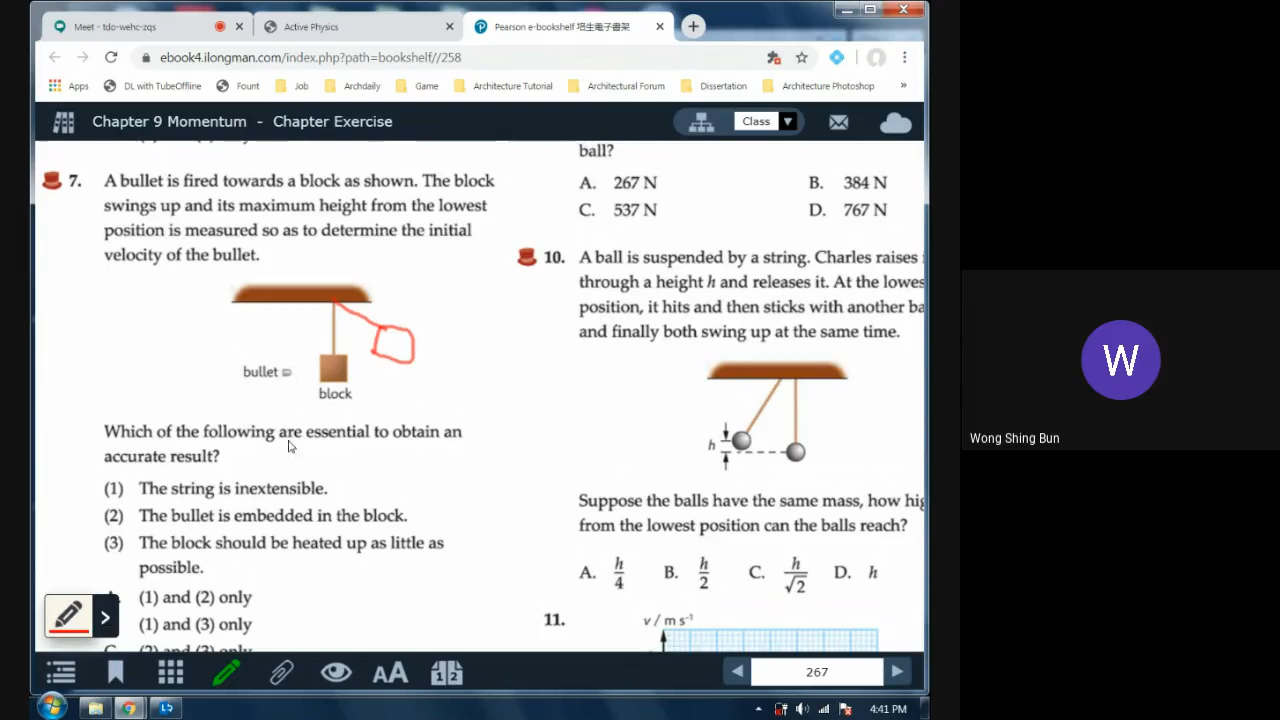 Meet - tdo-wehc-zqs
Active Physics
Pearson e-bookshelf 培生電子書架
ebook4.ilongman.com/index.php?path=bookshelf//258
Apps
DL with TubeOffline
Fount
Job
Archdaily
Game
Architecture Tutorial
Architectural Forum
Dissertation
Architecture Photoshop
Chapter 9 Momentum - Chapter Exercise
Class
7. A bullet is fired towards a block as shown. The block
swings up and its maximum height from the lowest
position is measured so as to determine the initial
velocity of the bullet.
bullet
block
Which of the following are essential to obtain an
accurate result?
(1) The string is inextensible.
(2) The bullet is embedded in the block.
(3) The block should be heated up as little as
possible.
(1) and (2) only
(1) and (3) only
ball?
A. 267 N B. 384 N
C. 537 N D. 767 N
10. A ball is suspended by a string. Charles raises
through a height h and releases it. At the lowes
position, it hits and then sticks with another ba
and finally both swing up at the same time.
h
Suppose the balls have the same mass, how hig
from the lowest position can the balls reach?
A. h/4 B. h/2 C. h/√2 D. h
11. v / m s⁻¹
267
4:41 PM
W
Wong Shing Bun